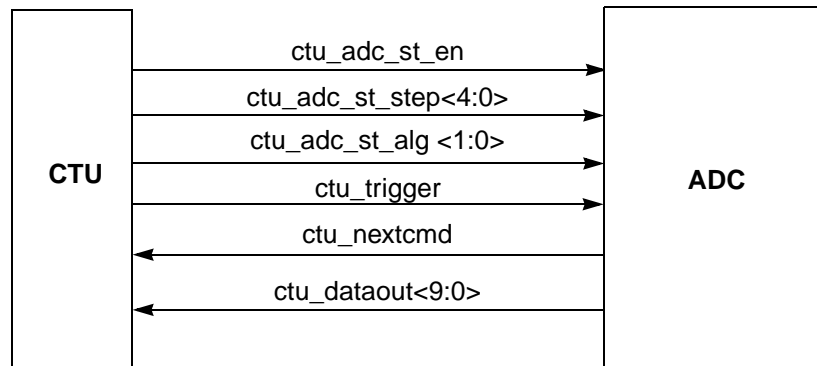 ctu_adc_st_en
ctu_adc_st_step<4:0>
ctu_adc_st_alg <1:0>
CTU
ADC
ctu_trigger
ctu_nextcmd
ctu_dataout<9:0>